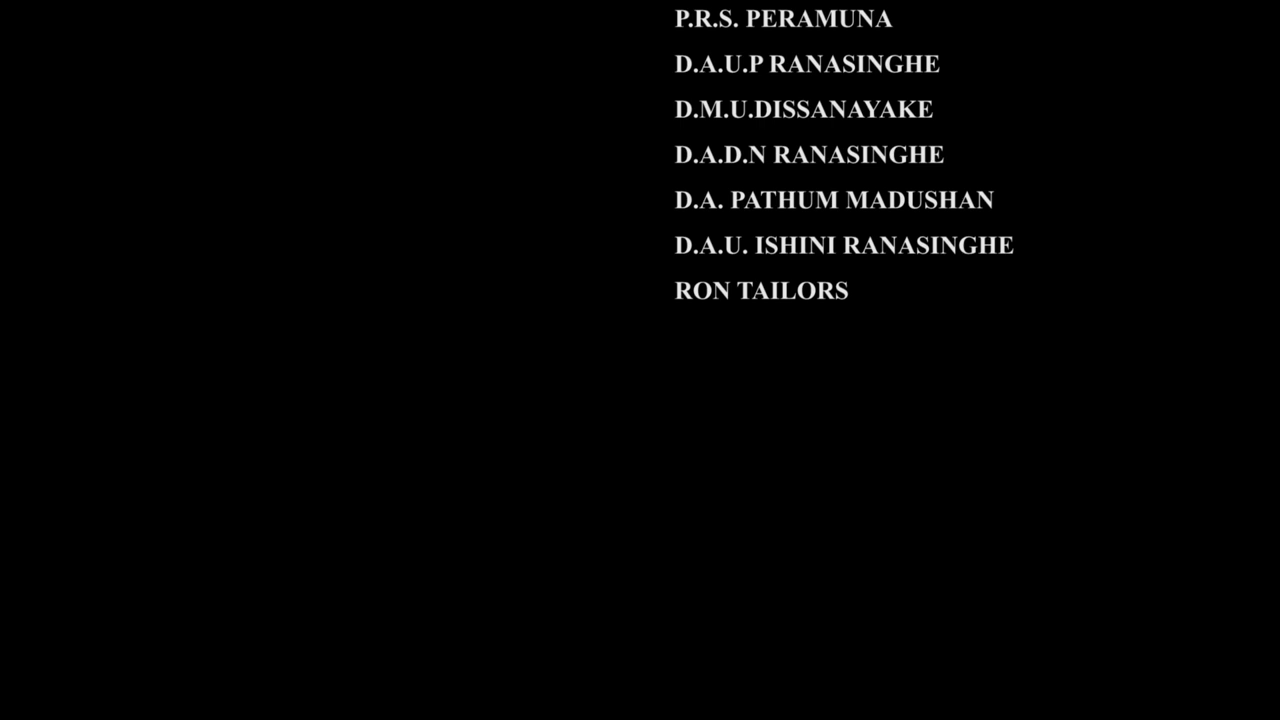 P.R.S. PERAMUNA
D.A.U.P RANASINGHE
D.M.U.DISSANAYAKE
D.A.D.N RANASINGHE
D.A. PATHUM MADUSHAN
D.A.U. ISHINI RANASINGHE
RON TAILORS